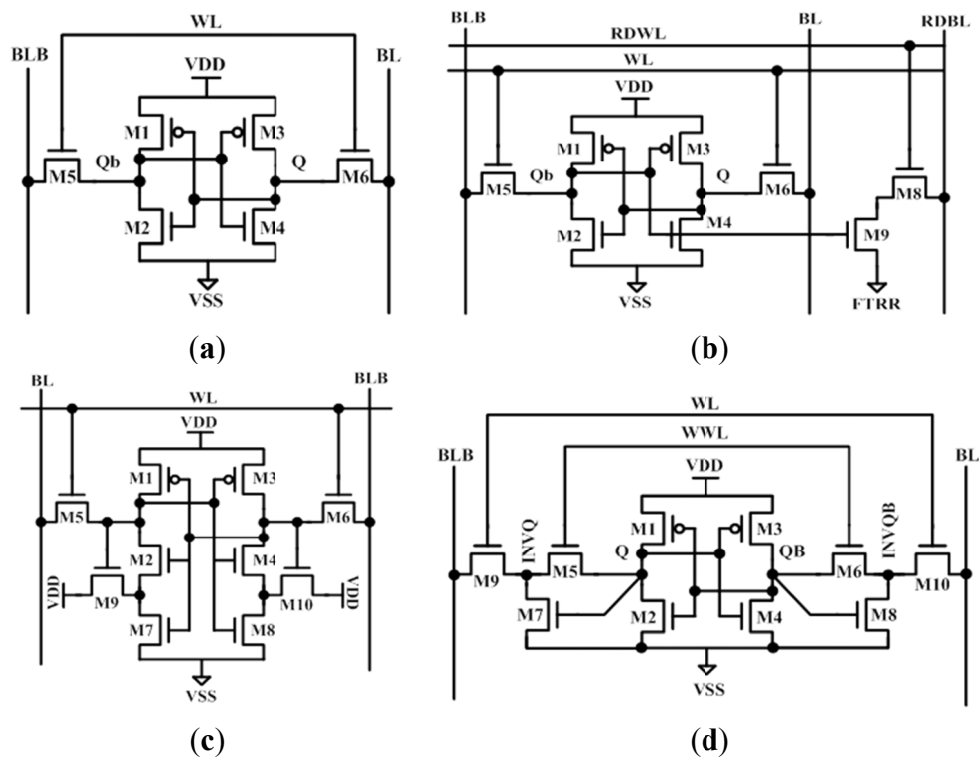 WL
BLB
BL
VDD
M1
M3
Qb
Q
M5
M6
M2
M4
VSS
(a)
BLB
BL
RDBL
RDWL
WL
VDD
M1
M3
Qb
Q
M5
M6
M8
M2
M4
M9
VSS
FTRR
(b)
BL
BLB
WL
VDD
M1
M3
M5
M6
M2
M4
VDD
M9
M10
VDD
M7
M8
VSS
(c)
WL
BLB
WWL
BL
VDD
INVQ
INVQB
M1
M3
Q
QB
M9
M5
M6
M10
M7
M2
M4
M8
VSS
(d)